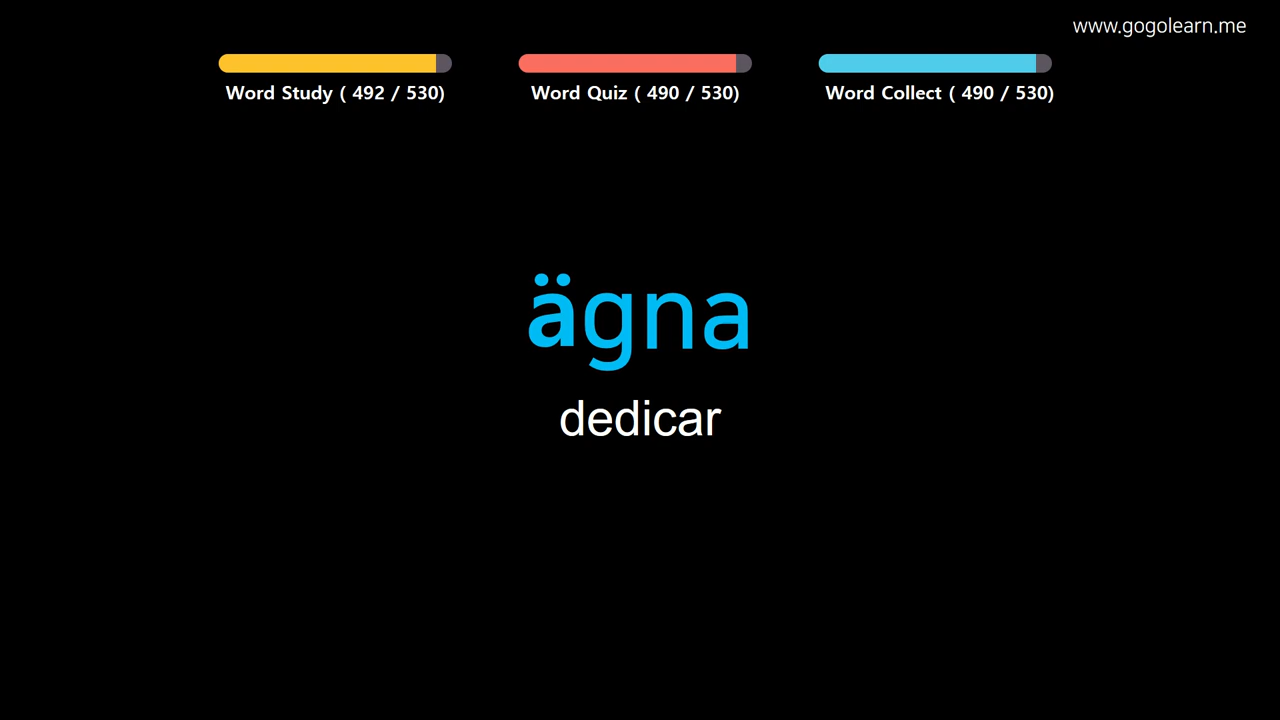 www.gogolearn.me
Word Study ( 492 / 530)
Word Quiz ( 490 / 530)
Word Collect ( 490 / 530)
ägna
dedicar